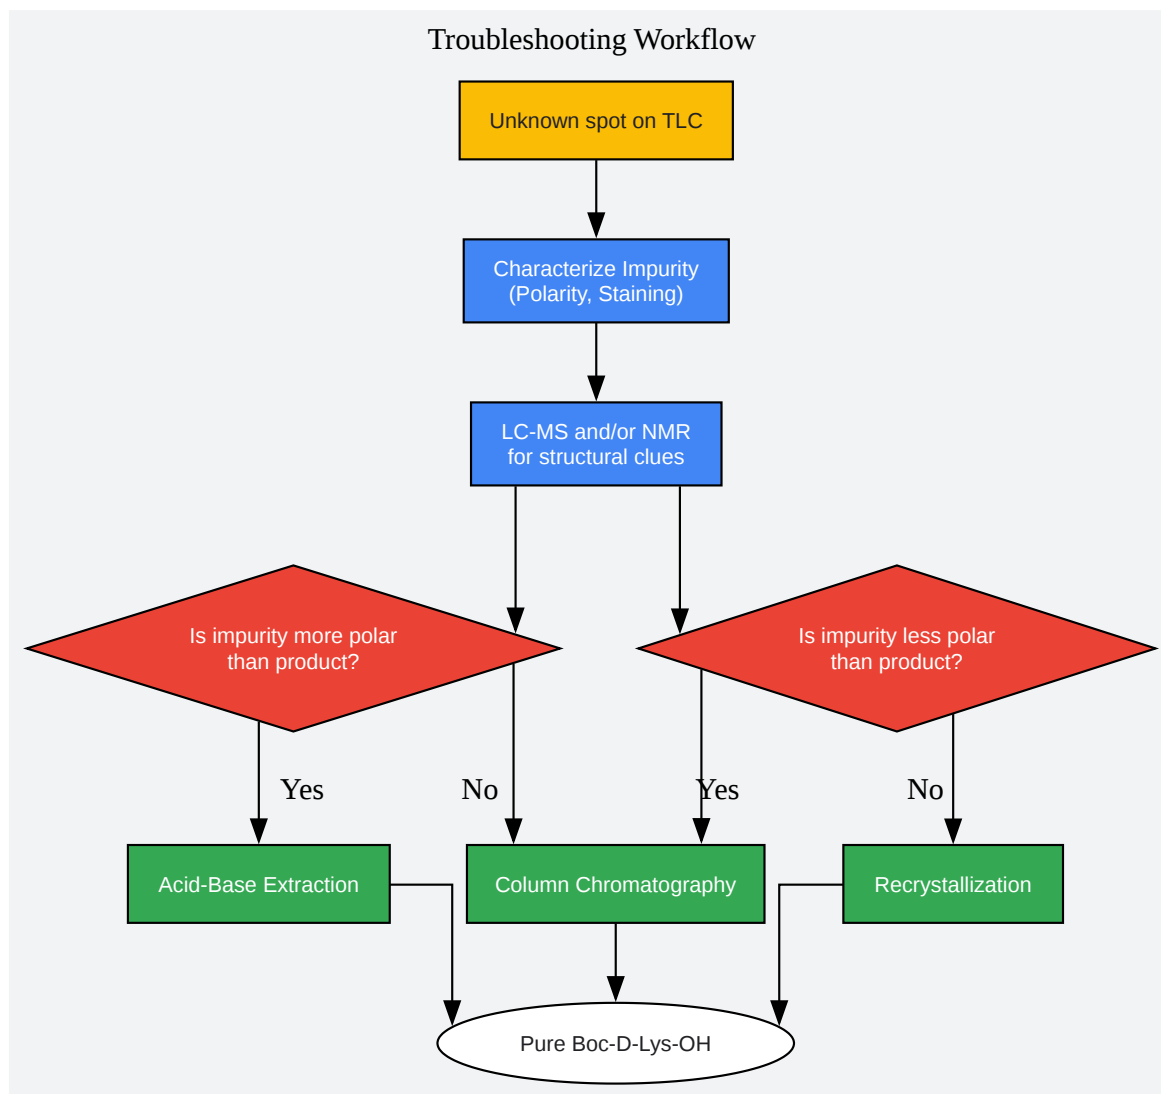 Troubleshooting Workflow
Unknown spot on TLC
Characterize Impurity
(Polarity, Staining)
LC-MS and/or NMR
for structural clues
Is impurity more polar
than product?
Is impurity less polar
than product?
Yes
No
Yes
No
Acid-Base Extraction
Column Chromatography
Recrystallization
Pure Boc-D-Lys-OH